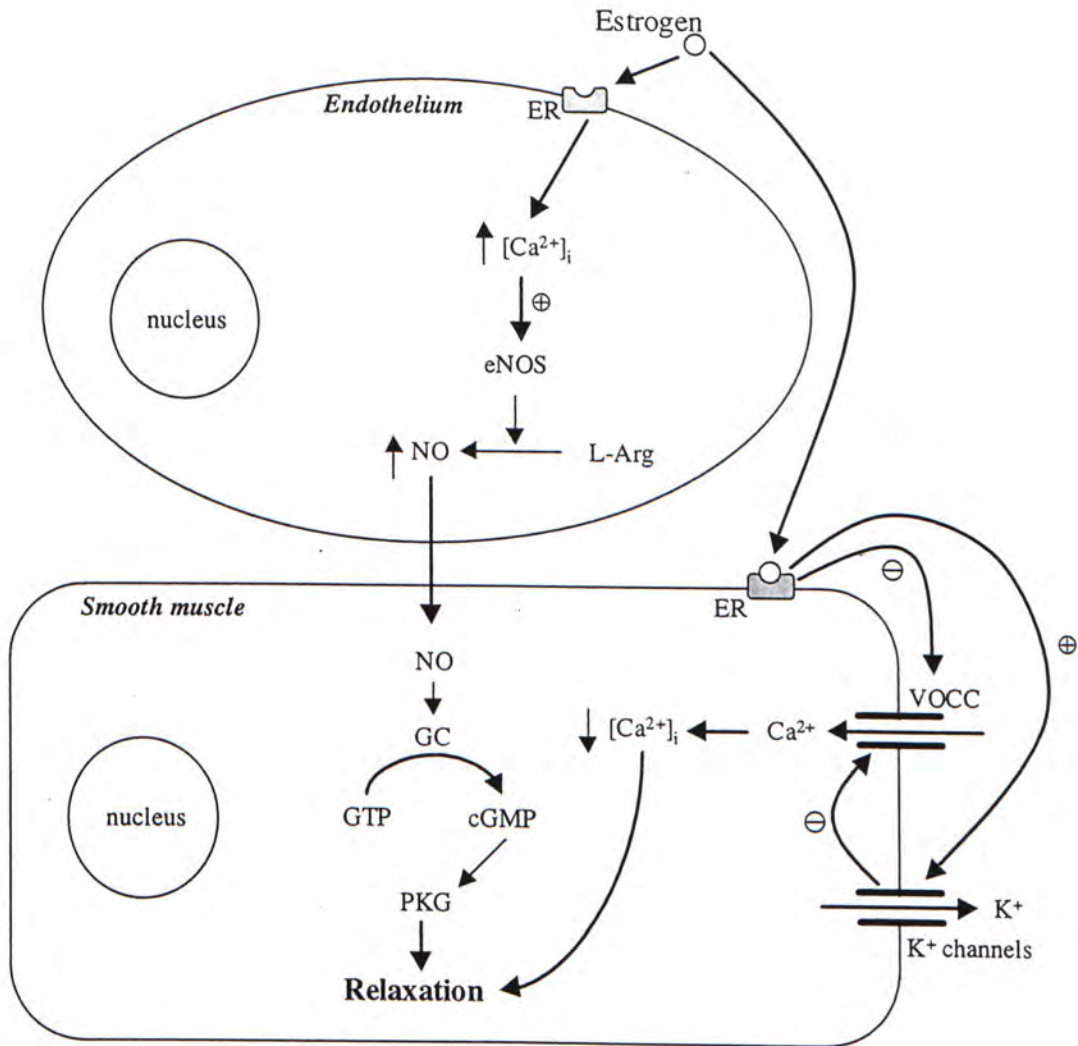 Estrogen
Endothelium
ER
↑ [Ca²⁺]ᵢ
⊕
nucleus
eNOS
↑ NO
L-Arg
⊖
Smooth muscle
ER
⊕
NO
VOCC
GC
↓ [Ca²⁺]ᵢ
Ca²⁺
nucleus
GTP
cGMP
⊖
PKG
K⁺
K⁺ channels
Relaxation